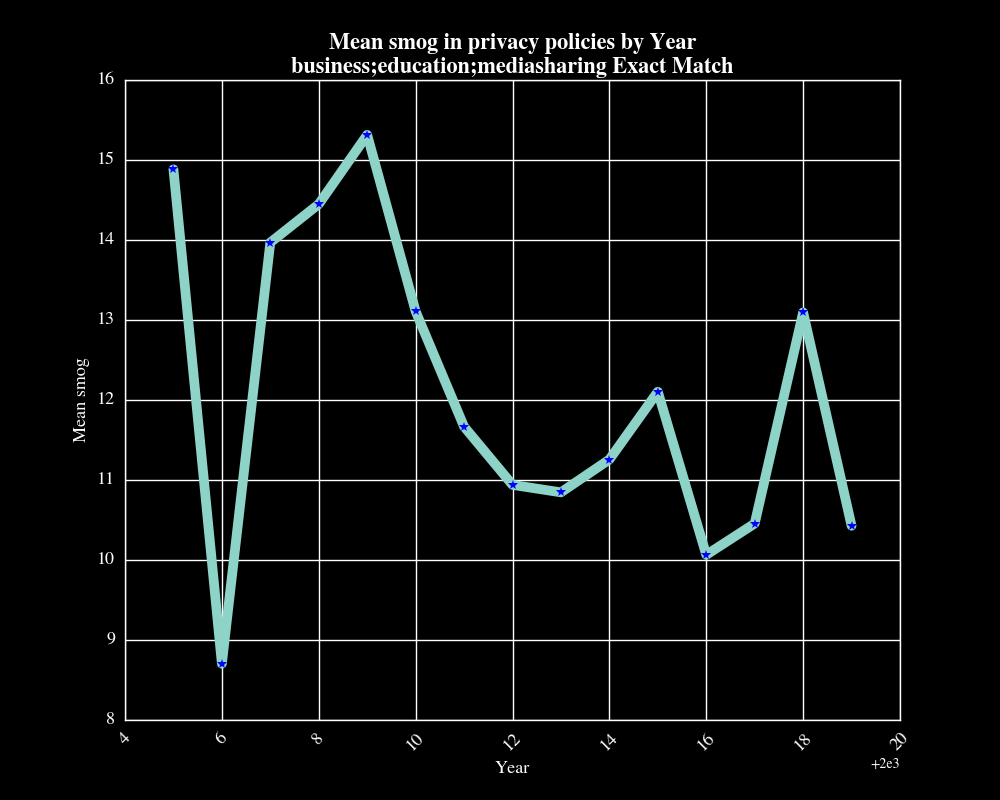 Mean smog in privacy policies by Year
business;education;mediasharing Exact Match
16
15
14
13
12
11
10
9
8
Mean smog
4 6 8 10 12 14 16 18 20
Year
+2e3